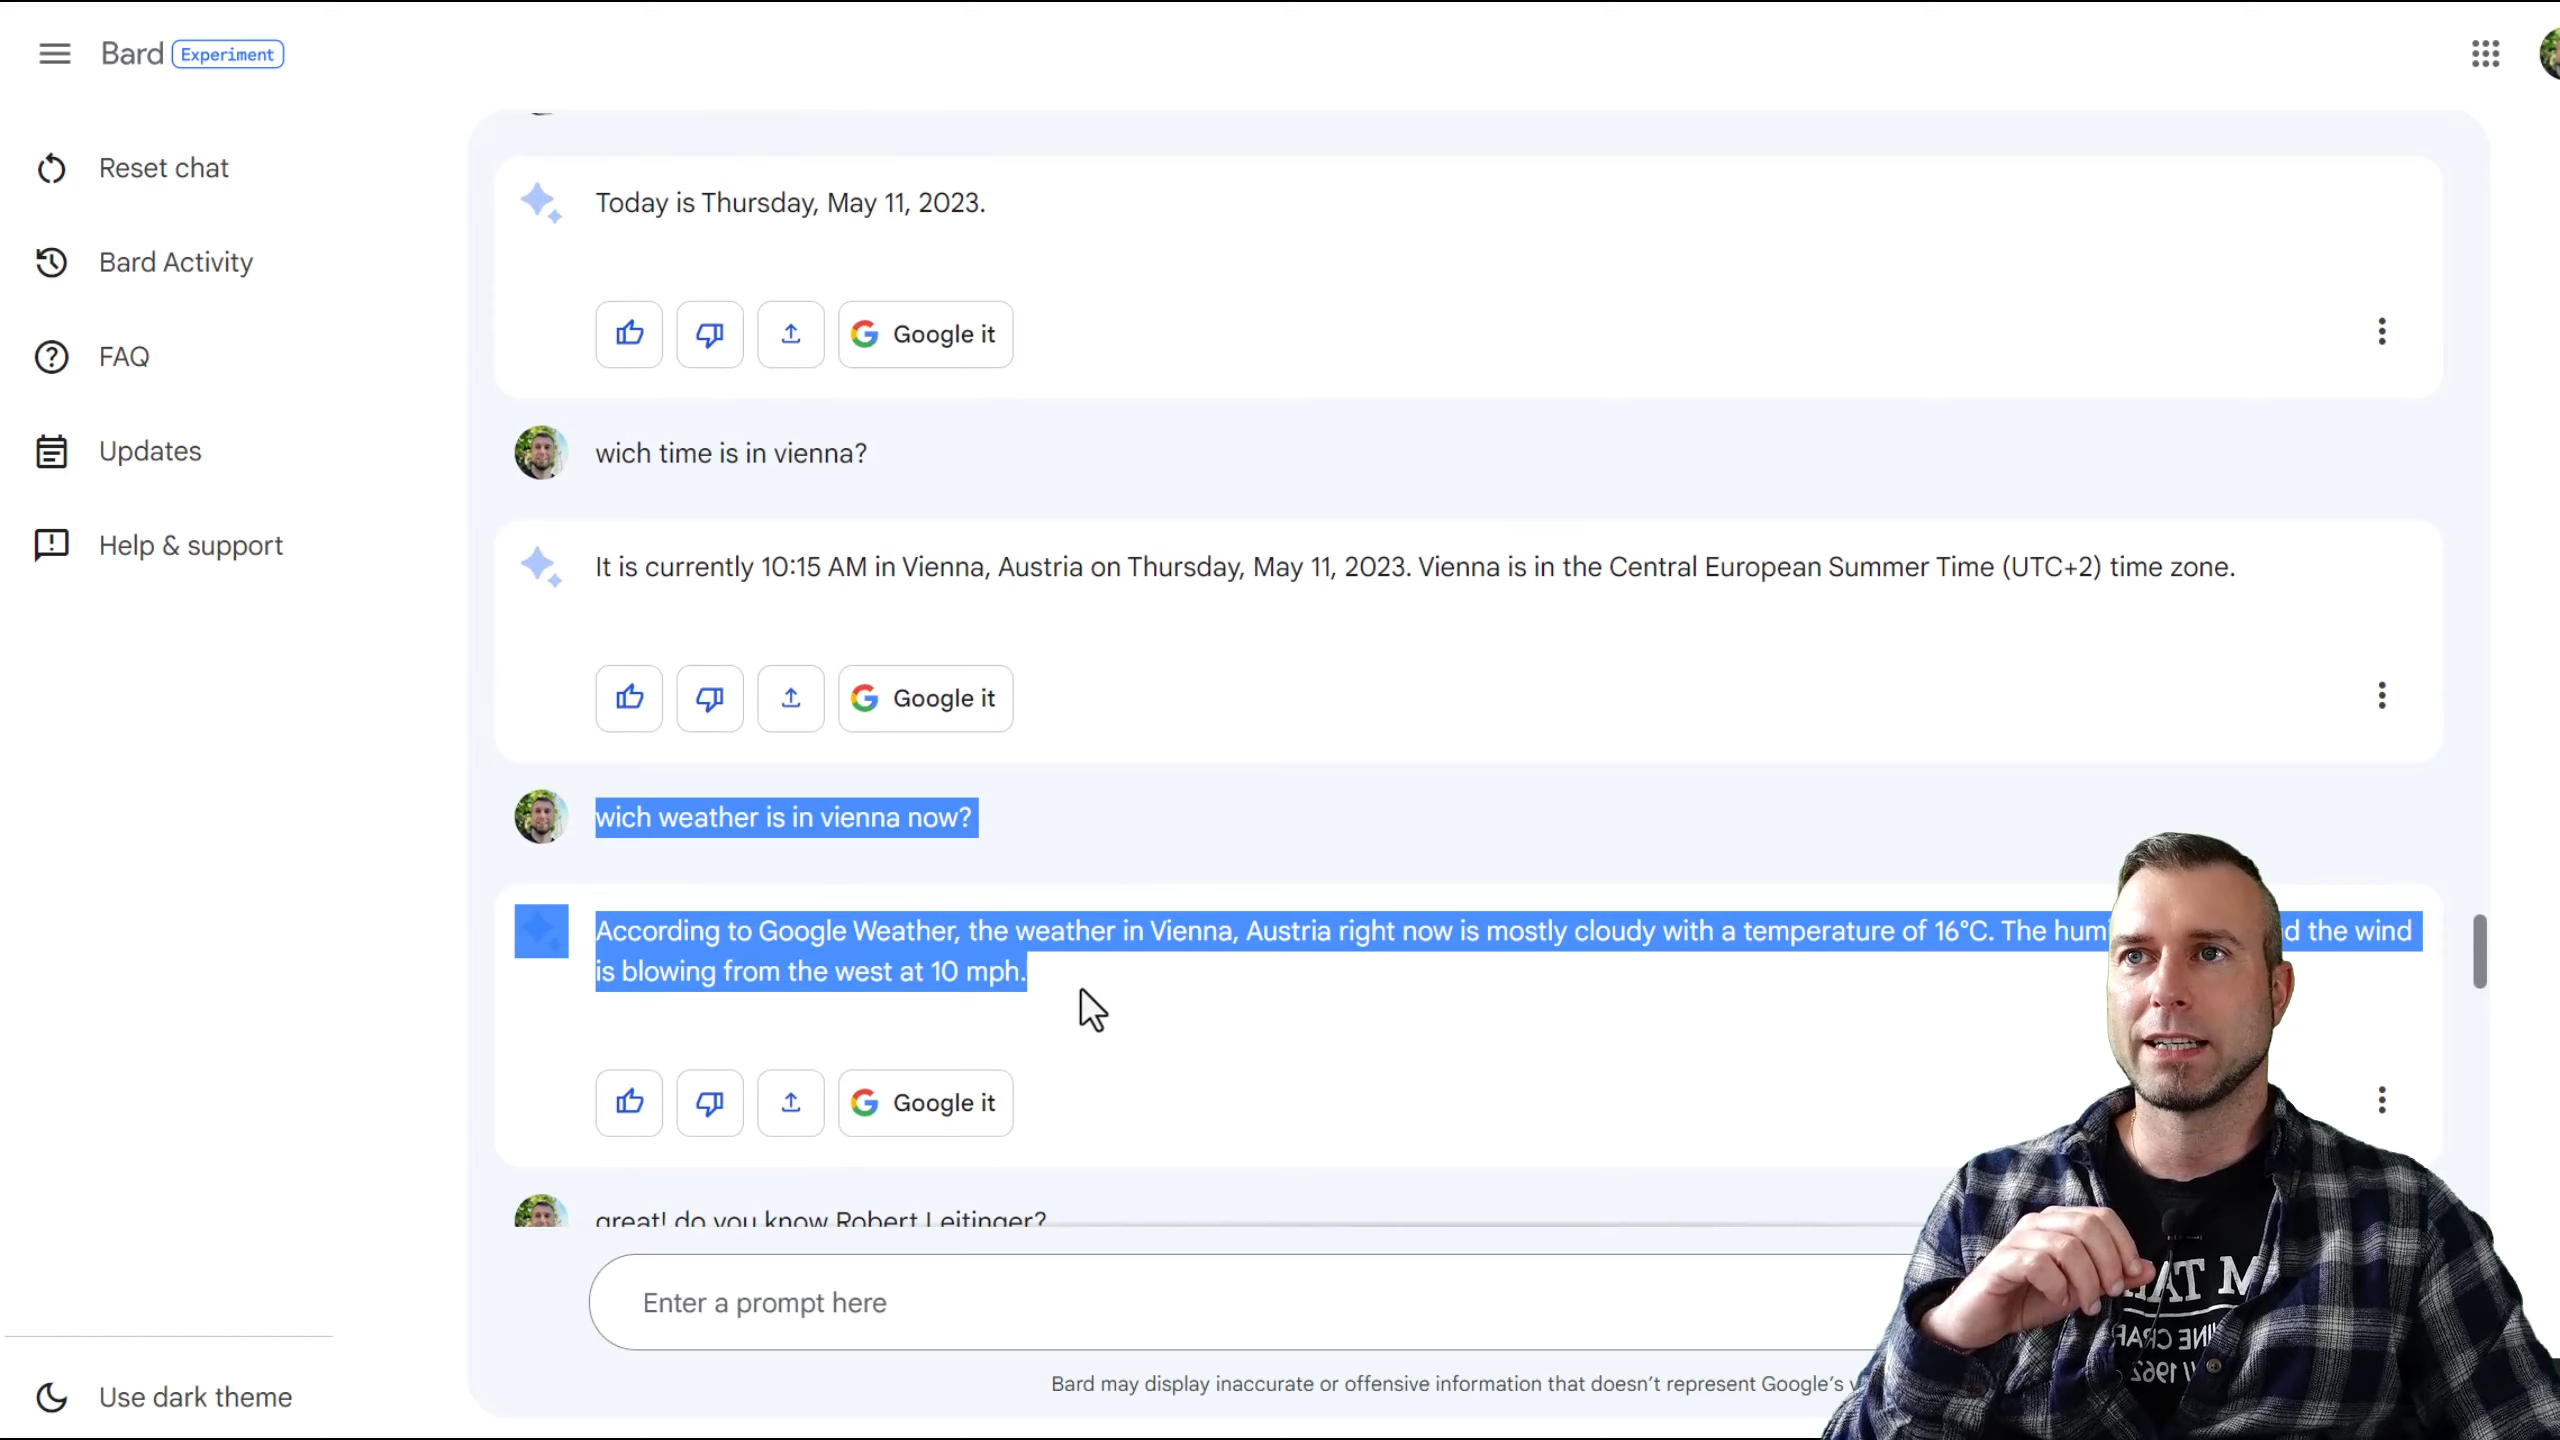 Bard Experiment
Reset chat
Bard Activity
FAQ
Updates
Help & support
Use dark theme
Today is Thursday, May 11, 2023.
Google it
wich time is in vienna?
It is currently 10:15 AM in Vienna, Austria on Thursday, May 11, 2023. Vienna is in the Central European Summer Time (UTC+2) time zone.
Google it
wich weather is in vienna now?
According to Google Weather, the weather in Vienna, Austria right now is mostly cloudy with a temperature of 16°C. The the wind
is blowing from the west at 10 mph.
Google it
great! do you know Robert Leitinger?
Enter a prompt here
Bard may display inaccurate or offensive information that doesn't represent Google's